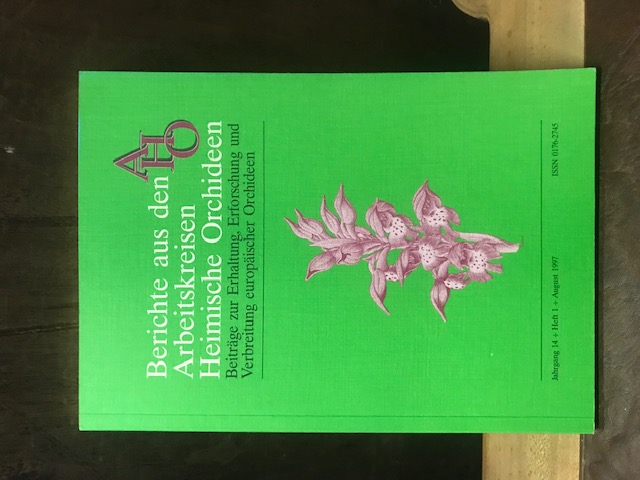 AHO
Berichte aus den
Arbeitskreisen
Heimische Orchideen
Beiträge zur Erhaltung, Erforschung und
Verbreitung europäischer Orchideen
Jahrgang 14 + Heft 1 + August 1997
ISSN 0176-2745